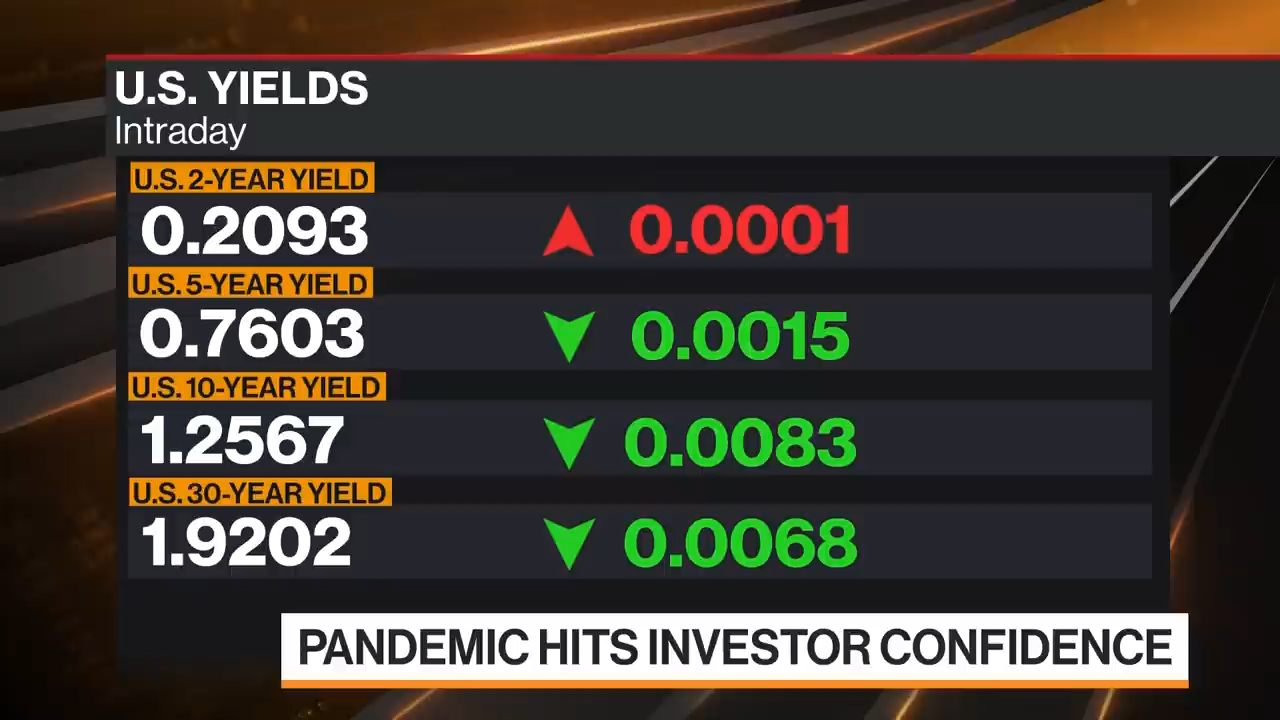 U.S. YIELDS
Intraday
U.S. 2-YEAR YIELD
0.2093 0.0001
U.S. 5-YEAR YIELD
0.7603 0.0015
U.S. 10-YEAR YIELD
1.2567 0.0083
U.S. 30-YEAR YIELD
1.9202 0.0068
PANDEMIC HITS INVESTOR CONFIDENCE